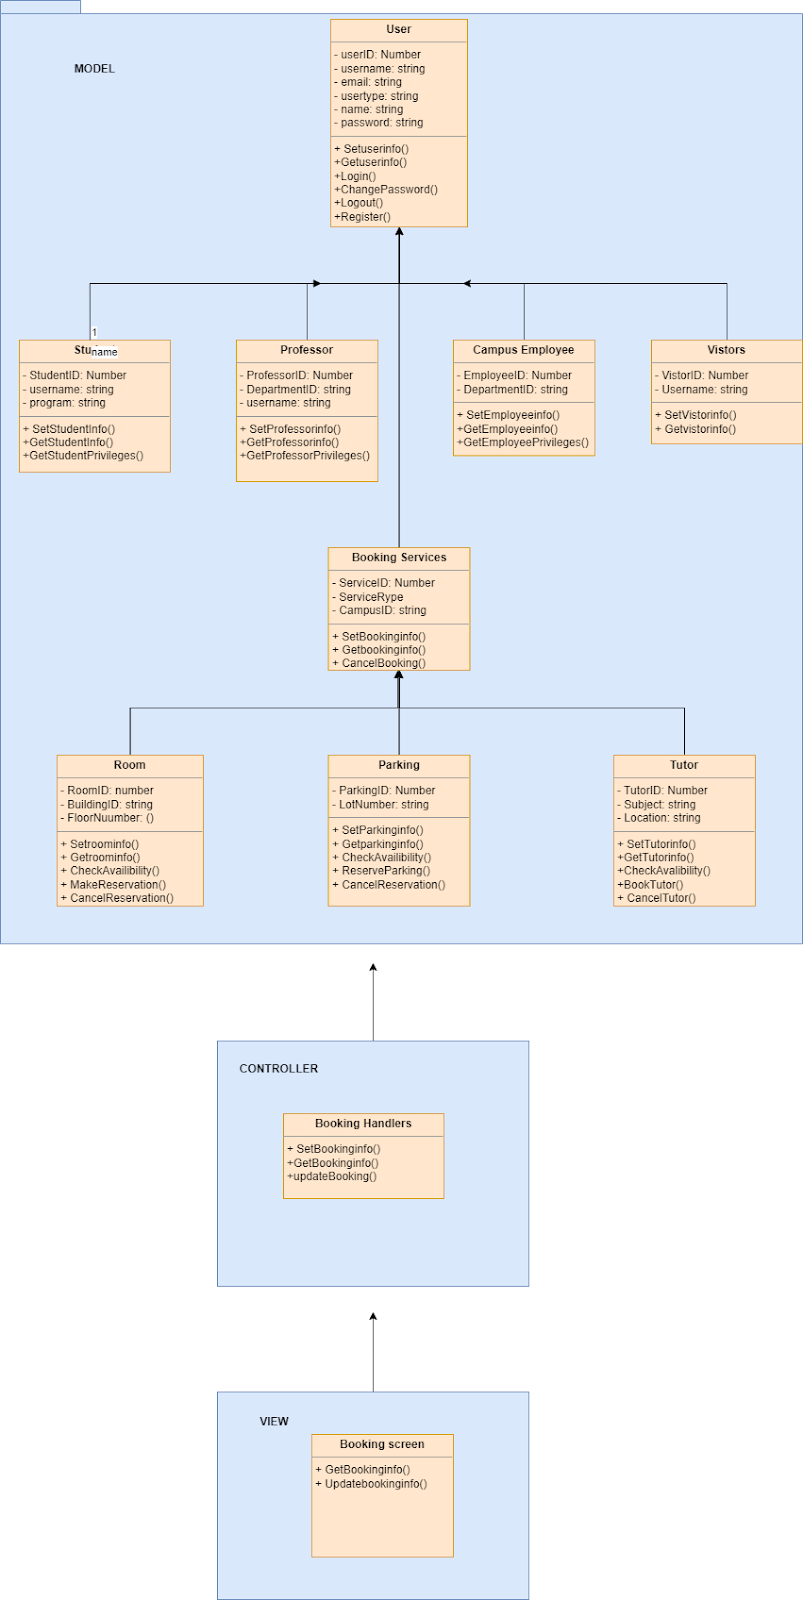 MODEL
User
- userID: Number
- username: string
- email: string
- usertype: string
- name: string
- password: string
+ Setuserinfo()
+Getuserinfo()
+Login()
+ChangePassword()
+Logout()
+Register()
1
name
Professor
Campus Employee
Vistors
- StudentID: Number
- username: string
- program: string
+ SetStudentInfo()
+GetStudentInfo()
+GetStudentPrivileges()
- ProfessorID: Number
- DepartmentID: string
- username: string
+ SetProfessorinfo()
+GetProfessorinfo()
+GetProfessorPrivileges()
- EmployeeID: Number
- DepartmentID: string
+ SetEmployeeinfo()
+GetEmployeeinfo()
+GetEmployeePrivileges()
- VistorID: Number
- Username: string
+ SetVistorinfo()
+ Getvistorinfo()
Booking Services
- ServiceID: Number
- ServiceRype
- CampusID: string
+ SetBookinginfo()
+ Getbookinginfo()
+ CancelBooking()
Room
- RoomID: number
- BuildingID: string
- FloorNuumber: ()
+ Setroominfo()
+ Getroominfo()
+ CheckAvailibility()
+ MakeReservation()
+ CancelReservation()
Parking
- ParkingID: Number
- LotNumber: string
+ SetParkinginfo()
+ Getparkinginfo()
+ CheckAvailibility()
+ ReserveParking()
+ CancelReservation()
Tutor
- TutorID: Number
- Subject: string
- Location: string
+ SetTutorinfo()
+GetTutorinfo()
+CheckAvalibility()
+BookTutor()
+ CancelTutor()
CONTROLLER
Booking Handlers
+ SetBookinginfo()
+GetBookinginfo()
+updateBooking()
VIEW
Booking screen
+ GetBookinginfo()
+ Updatebookinginfo()